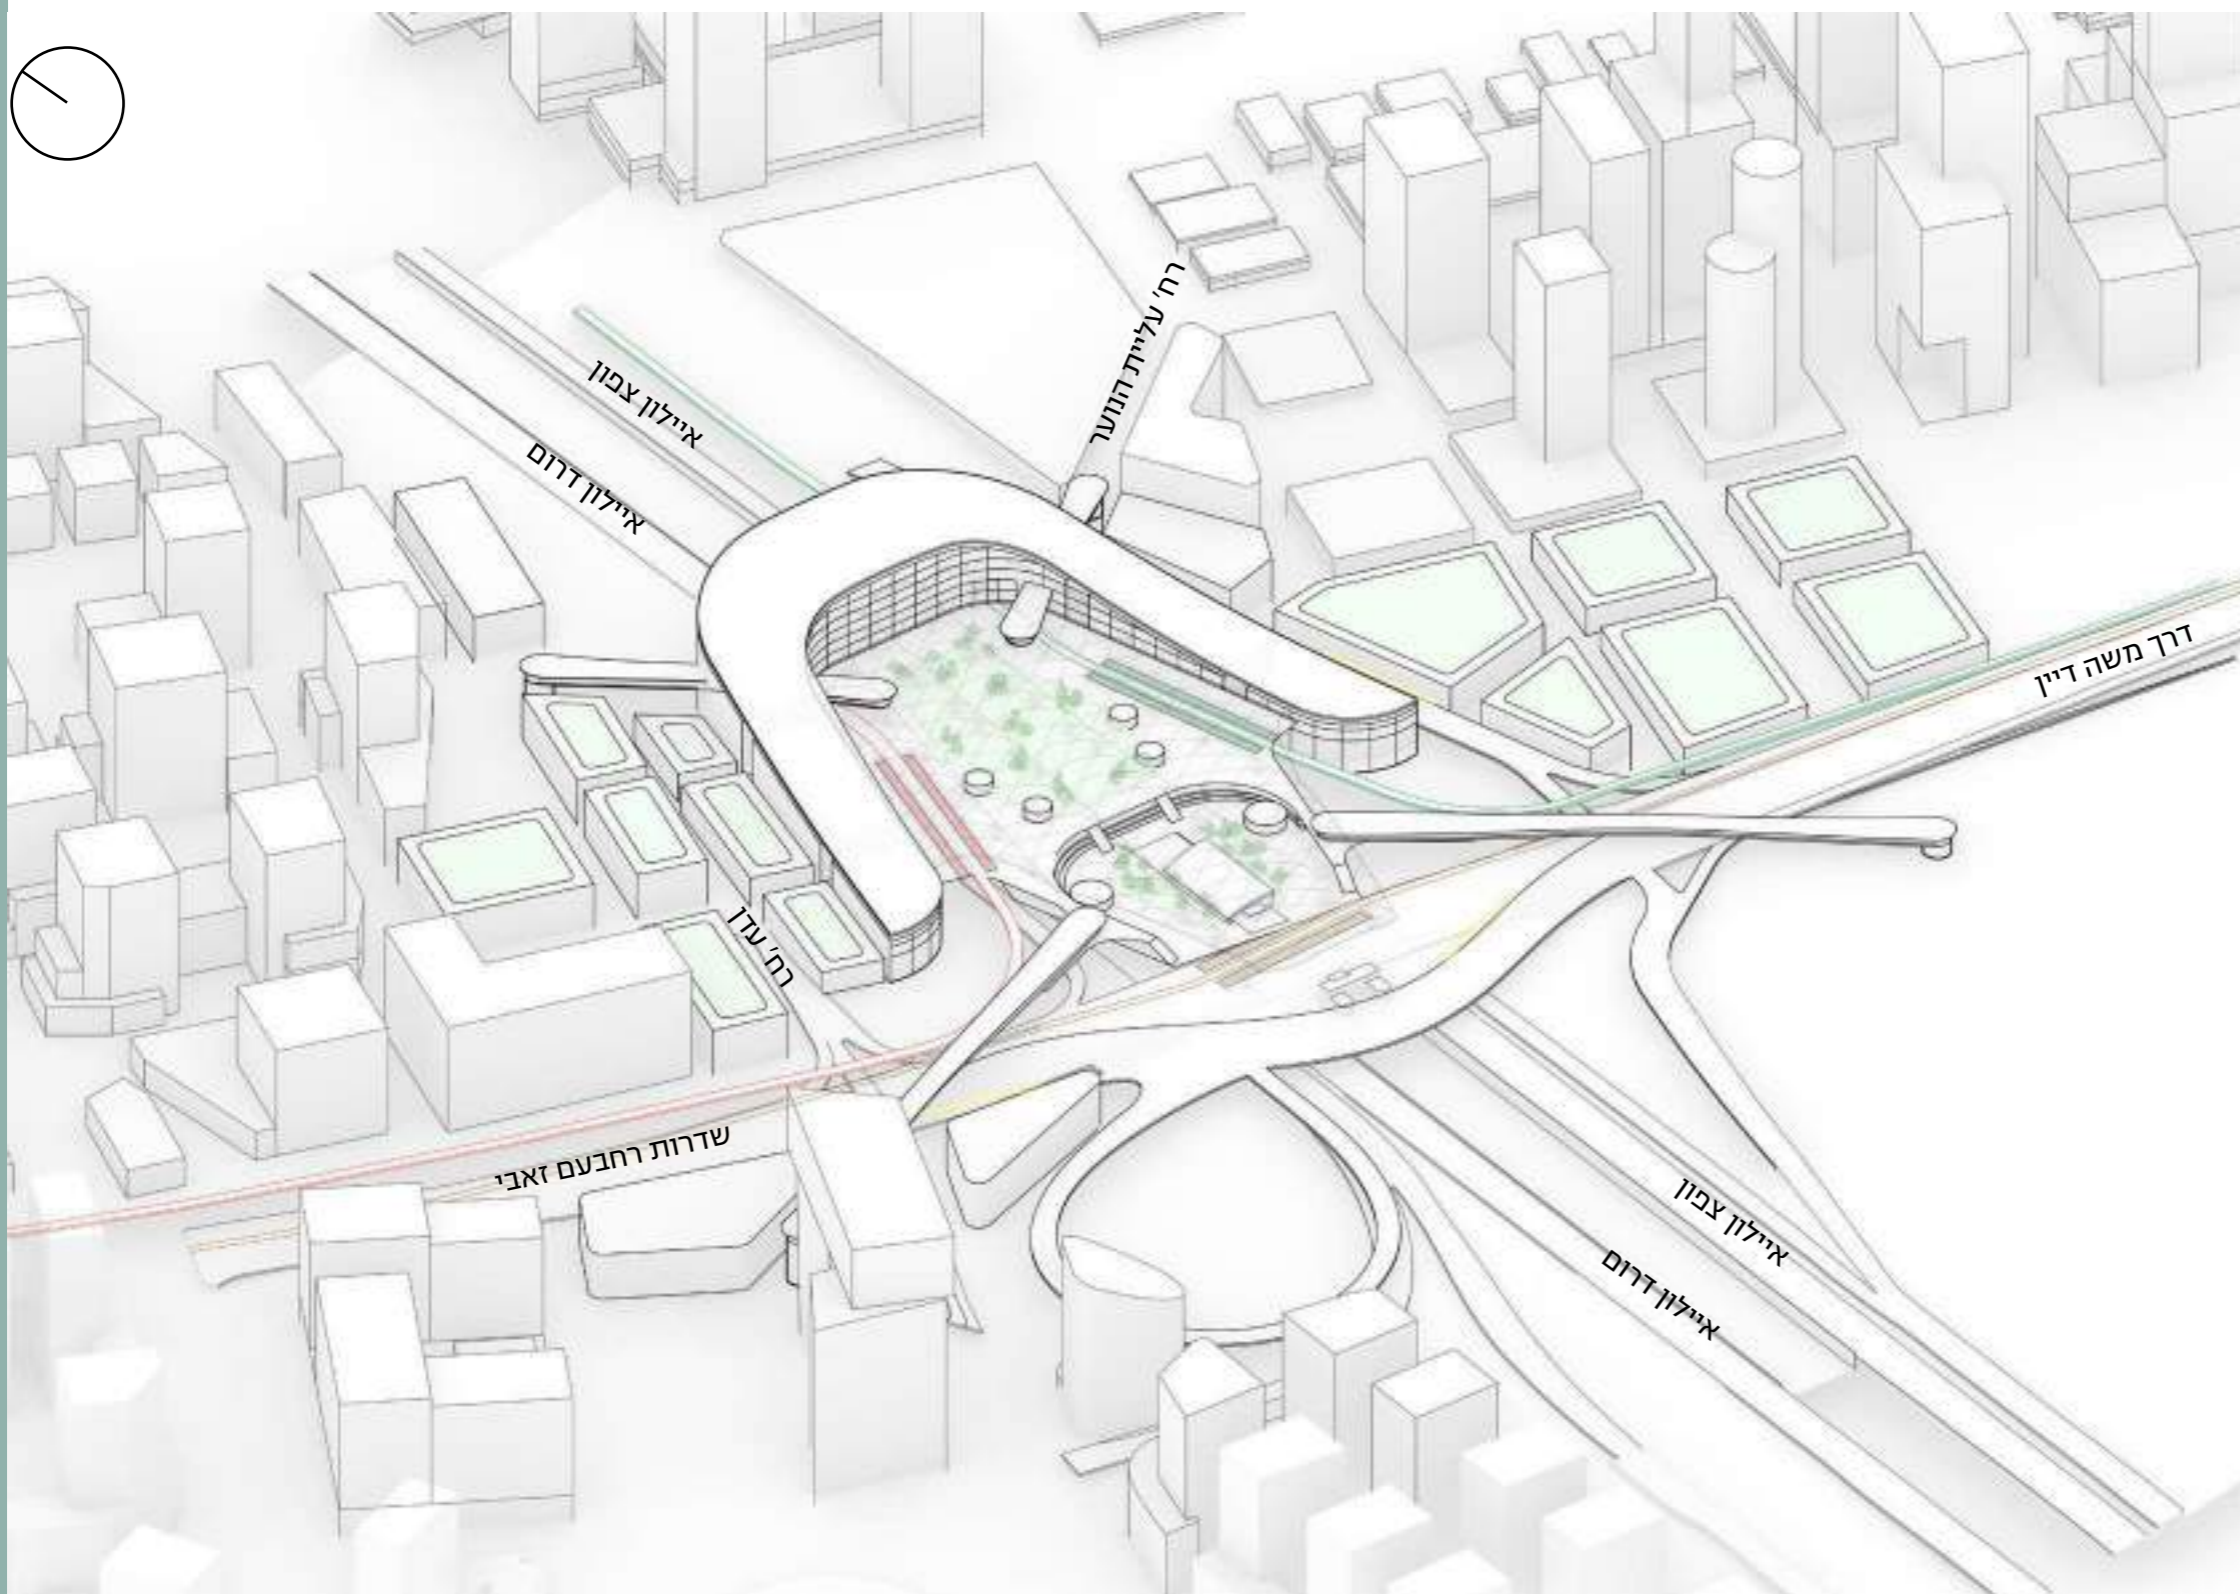 רח׳ עליית הנוער
איילון צפון
איילון דרום
דרך משה דיין
רח׳ עדן
שדרות רחבעם זאבי
איילון צפון
איילון דרום